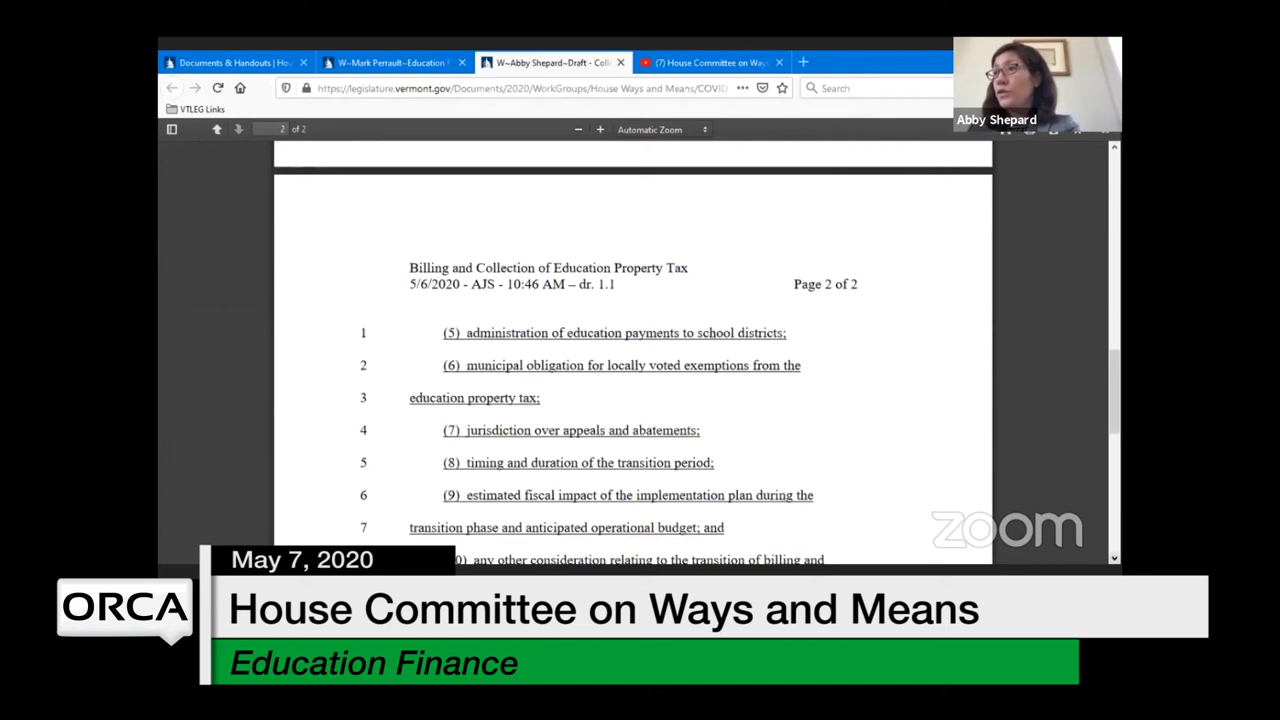 Documents & Handouts | Ho
W~Mark Perrault~Education F
W~Abby Shepard~Draft - Colle
(7) House Committee on Ways
https://legislature.vermont.gov/Documents/2020/WorkGroups/House Ways and Means/COVID
Search
VTLEG Links
Abby Shepard
2 of 2
Automatic Zoom
Billing and Collection of Education Property Tax
5/6/2020 - AJS - 10:46 AM – dr. 1.1 Page 2 of 2
1 (5) administration of education payments to school districts;
2 (6) municipal obligation for locally voted exemptions from the
3 education property tax;
4 (7) jurisdiction over appeals and abatements;
5 (8) timing and duration of the transition period;
6 (9) estimated fiscal impact of the implementation plan during the
7 transition phase and anticipated operational budget; and
0) any other consideration relating to the transition of billing and
zoom
May 7, 2020
ORCA
House Committee on Ways and Means
Education Finance